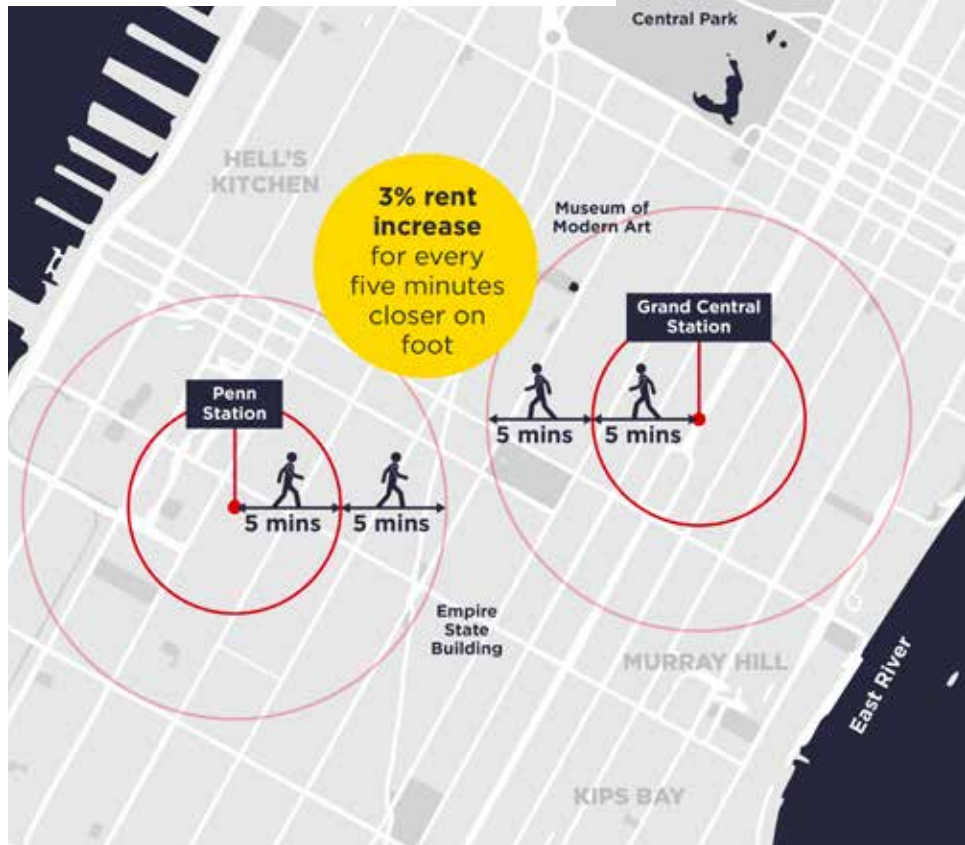 Central Park
HELL'S
KITCHEN
3% rent
increase
for every
five minutes
closer on
foot
Museum of
Modern Art
Grand Central
Station
5 mins
5 mins
Penn
Station
5 mins
5 mins
Empire
State
Building
MURRAY HILL
East River
KIPS BAY